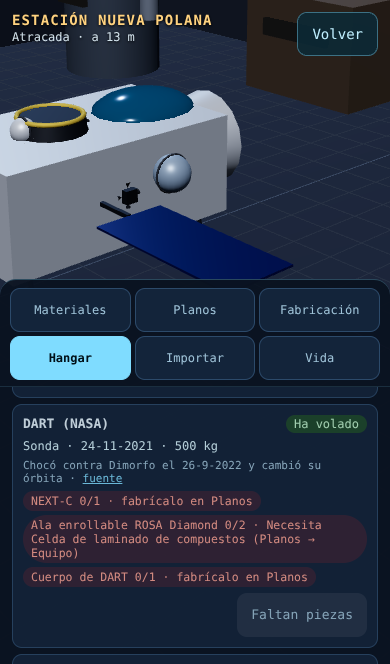 ESTACIÓN NUEVA POLANA
Atracada · a 13 m
Volver
Materiales
Planos
Fabricación
Hangar
Importar
Vida
DART (NASA)
Ha volado
Sonda · 24-11-2021 · 500 kg
Chocó contra Dimorfo el 26-9-2022 y cambió su
órbita · fuente
NEXT-C 0/1 · fabrícalo en Planos
Ala enrollable ROSA Diamond 0/2 · Necesita
Celda de laminado de compuestos (Planos →
Equipo)
Cuerpo de DART 0/1 · fabrícalo en Planos
Faltan piezas